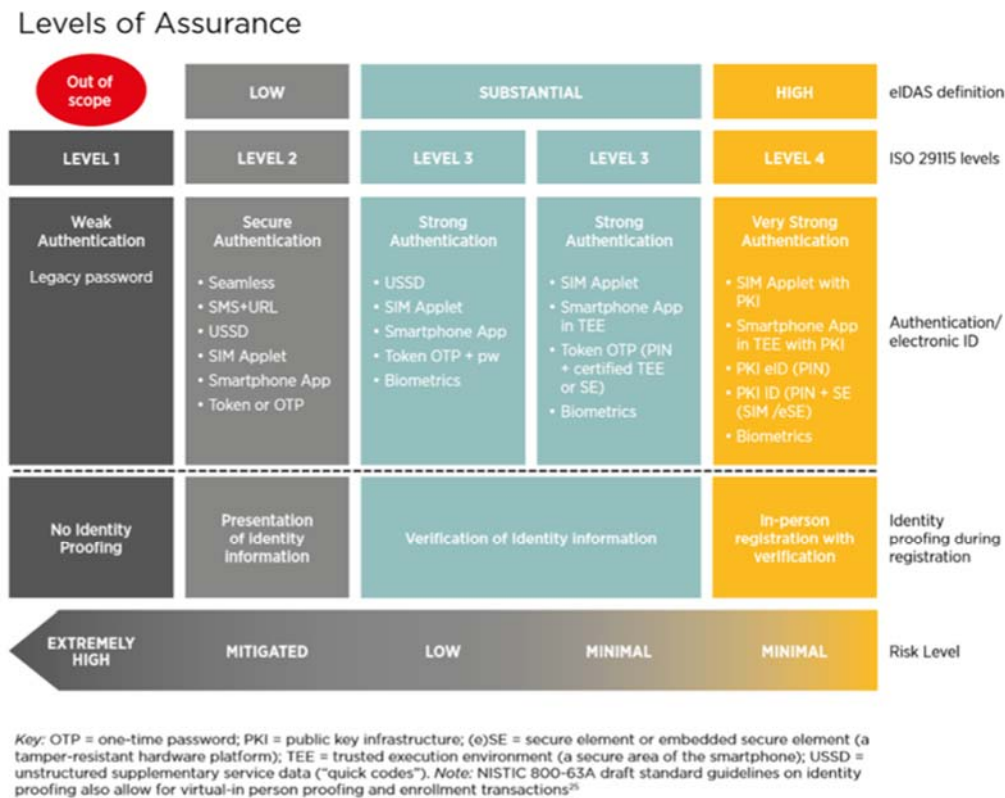 Levels of Assurance
Out of
scope
LOW
SUBSTANTIAL
HIGH
eIDAS definition
LEVEL 1
LEVEL 2
LEVEL 3
LEVEL 3
LEVEL 4
ISO 29115 levels
Weak
Authentication
Legacy password
Secure
Authentication
• Seamless
• SMS+URL
• USSD
• SIM Applet
• Smartphone App
• Token or OTP
Strong
Authentication
• USSD
• SIM Applet
• Smartphone App
• Token OTP + pw
• Biometrics
Strong
Authentication
• SIM Applet
• Smartphone App
in TEE
• Token OTP (PIN
+ certified TEE
or SE)
• Biometrics
Very Strong
Authentication
• SIM Applet with
PKI
• Smartphone App
in TEE with PKI
• PKI eID (PIN)
• PKI ID (PIN + SE
(SIM /eSE)
• Biometrics
Authentication/
electronic ID
No Identity
Proofing
Presentation
of Identity
Information
Verification of Identity information
In-person
registration with
verification
Identity
proofing during
registration
EXTREMELY
HIGH
MITIGATED
LOW
MINIMAL
MINIMAL
Risk Level
Key: OTP = one-time password; PKI = public key infrastructure; (e)SE = secure element or embedded secure element (a
tamper-resistant hardware platform); TEE = trusted execution environment (a secure area of the smartphone); USSD =
unstructured supplementary service data ("quick codes"). Note: NISTIC 800-63A draft standard guidelines on identity
proofing also allow for virtual-in person proofing and enrollment transactions²⁵